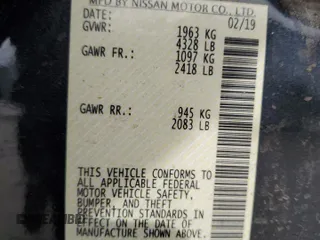 MFD BY NISSAN MOTOR CO., LTD.
DATE: 02/19
GVWR: 1963 KG
4328 LB
GAWR FR: 1097 KG
2418 LB
GAWR RR: 945 KG
2083 LB
THIS VEHICLE CONFORMS TO
ALL APPLICABLE FEDERAL
MOTOR VEHICLE SAFETY,
BUMPER, AND THEFT
PREVENTION STANDARDS IN
EFFECT ON THE DATE OF
MANUFACTURE SHOWN ABOVE.